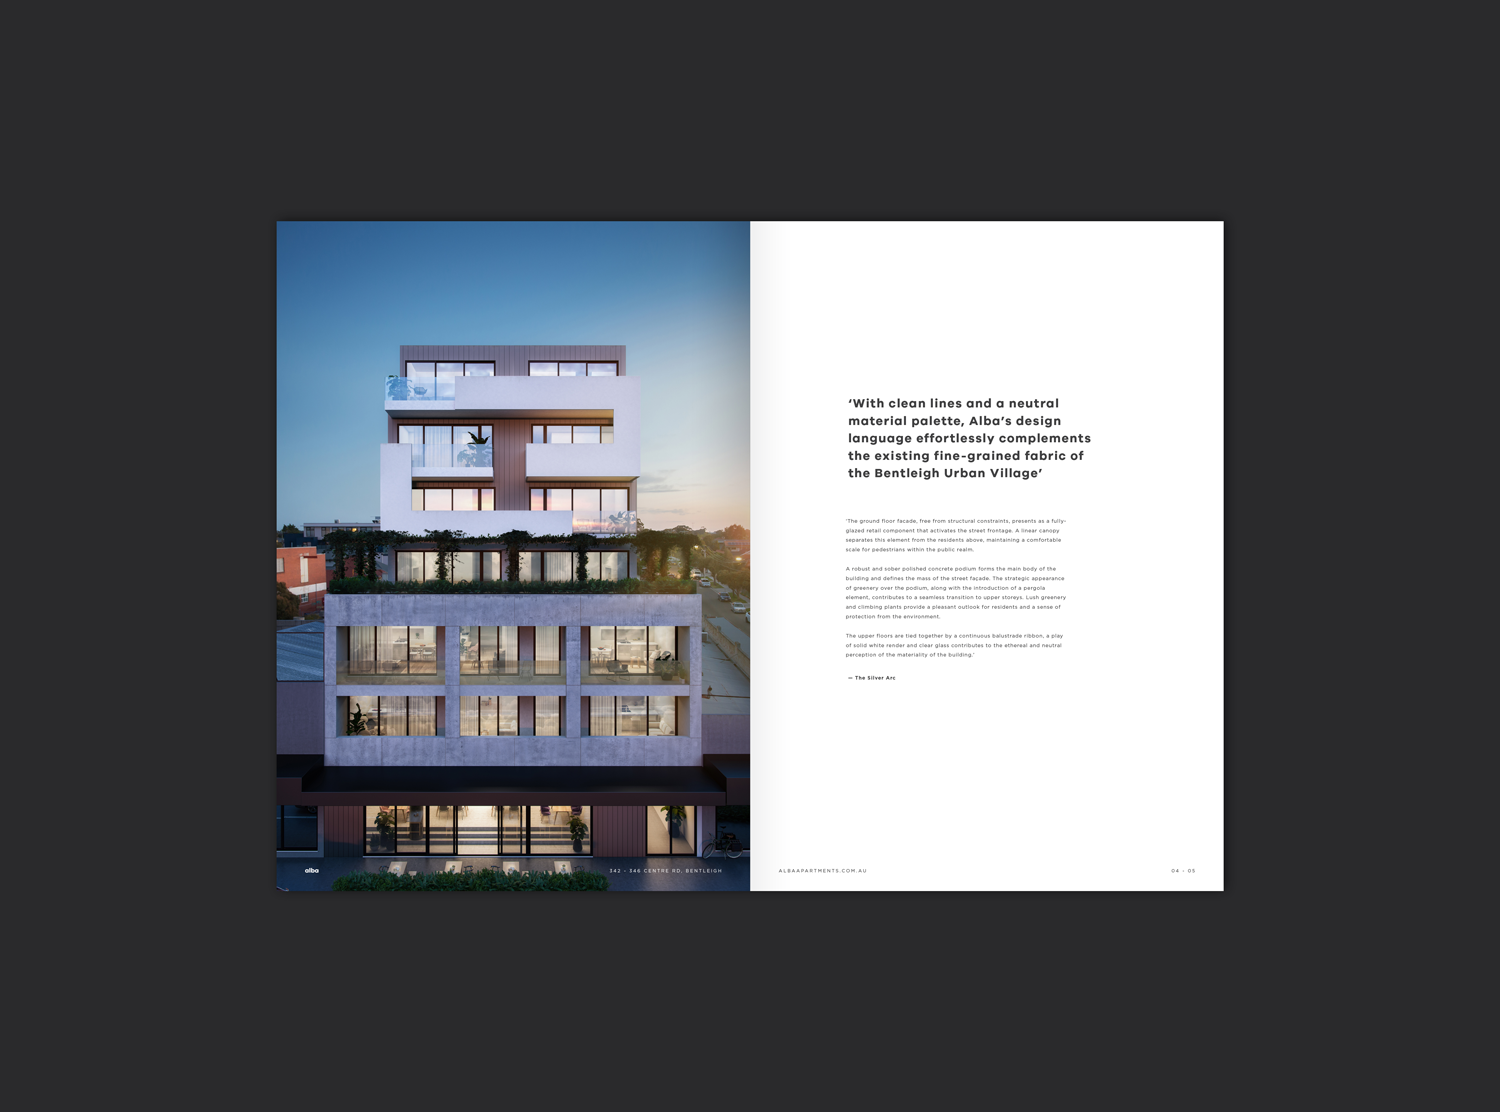 alba
342 - 346 CENTRE RD, BENTLEIGH
‘With clean lines and a neutral
material palette, Alba’s design
language effortlessly complements
the existing fine-grained fabric of
the Bentleigh Urban Village’
‘The ground floor facade, free from structural constraints, presents as a fully-
glazed retail component that activates the street frontage. A linear canopy
separates this element from the residents above, maintaining a comfortable
scale for pedestrians within the public realm.
A robust and sober polished concrete podium forms the main body of the
building and defines the mass of the street façade. The strategic appearance
of greenery over the podium, along with the introduction of a pergola
element, contributes to a seamless transition to upper storeys. Lush greenery
and climbing plants provide a pleasant outlook for residents and a sense of
protection from the environment.
The upper floors are tied together by a continuous balustrade ribbon, a play
of solid white render and clear glass contributes to the ethereal and neutral
perception of the materiality of the building.’
— The Silver Arc
ALBAAPARTMENTS.COM.AU
04 - 05